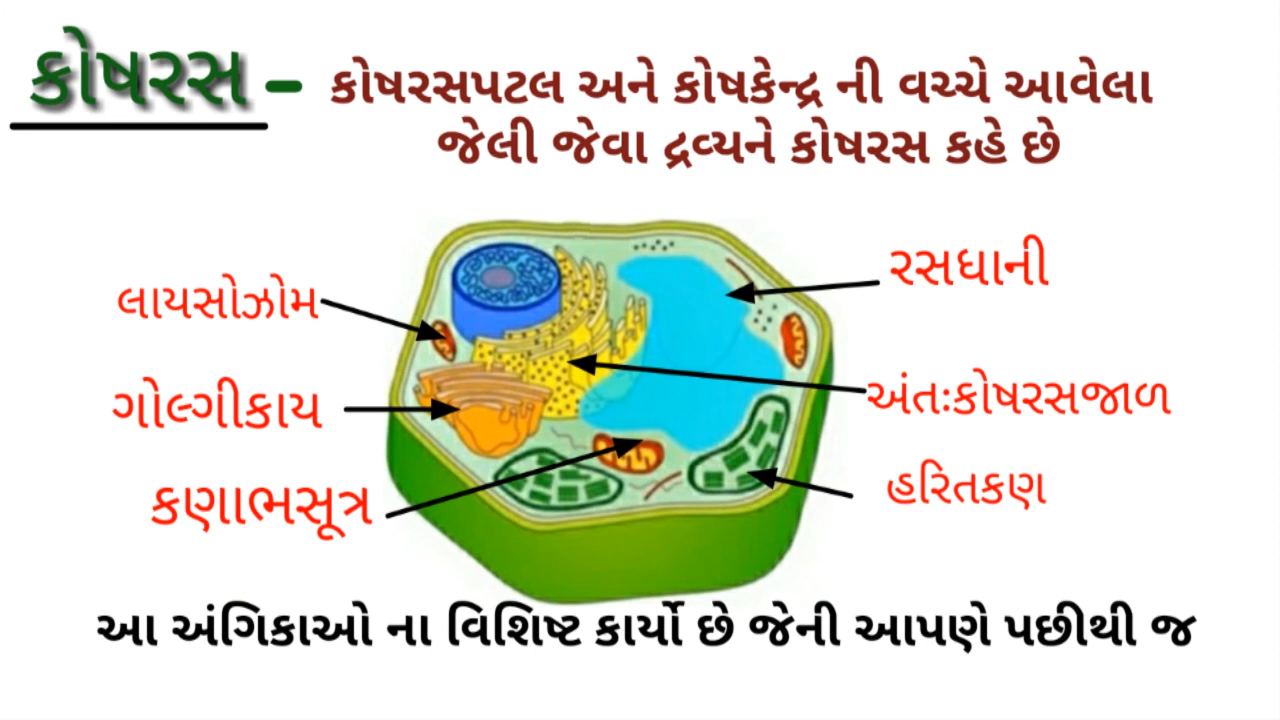 કોષરસ – કોષરસપટલ અને કોષકેન્દ્ર ની વચ્ચે આવેલા
જેલી જેવા દ્રવ્યને કોષરસ કહે છે
લાયસોઝોમ
ગોલ્ગીકાય
કણાભસૂત્ર
રસધાની
અંતઃકોષરસજાળ
હરિતકણ
આ અંગિકાઓ ના વિશિષ્ટ કાર્યો છે જેની આપણે પછીથી જ